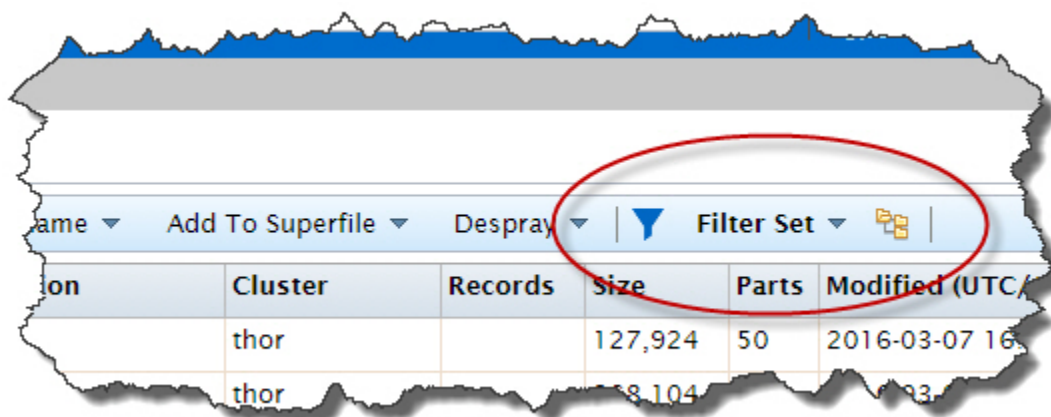 ame Add To Superfile Despray Filter Set
ion Cluster Records Size Parts Modified (UTC/
thor 127,924 50 2016-03-07 16
thor